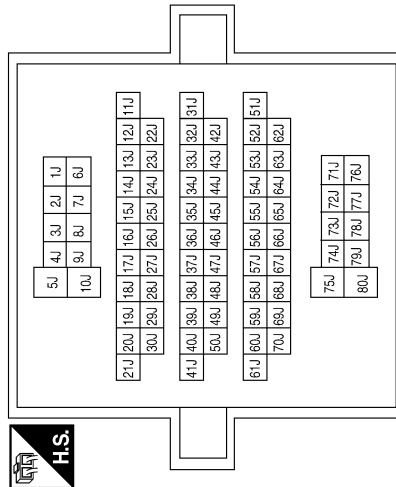 H.S.
5J 4J 3J 2J 1J
10J 9J 8J 7J 6J
21J 20J 19J 18J 17J 16J 15J 14J 13J 12J 11J
30J 29J 28J 27J 26J 25J 24J 23J 22J
41J 40J 39J 38J 37J 36J 35J 34J 33J 32J 31J
50J 49J 48J 47J 46J 45J 44J 43J 42J
61J 60J 59J 58J 57J 56J 55J 54J 53J 52J 51J
70J 69J 68J 67J 66J 65J 64J 63J 62J
75J 74J 73J 72J 71J
80J 79J 78J 77J 76J